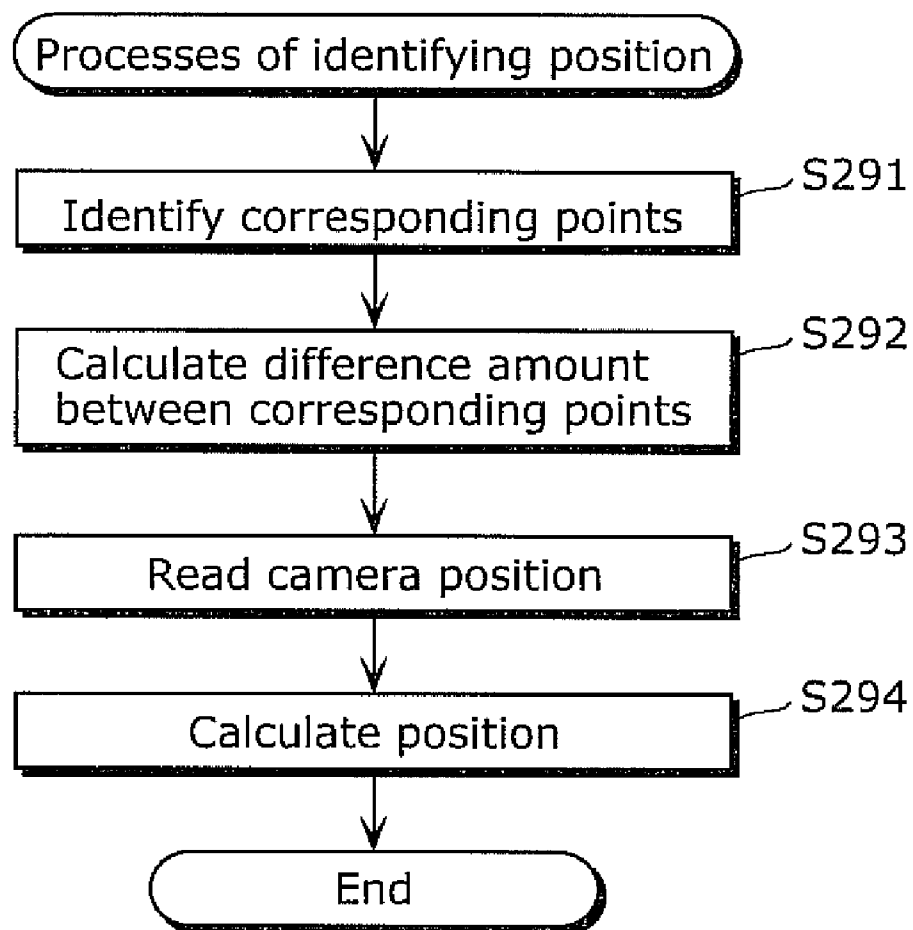 Processes of identifying position
S291
Identify corresponding points
S292
Calculate difference amount
between corresponding points
S293
Read camera position
S294
Calculate position
End